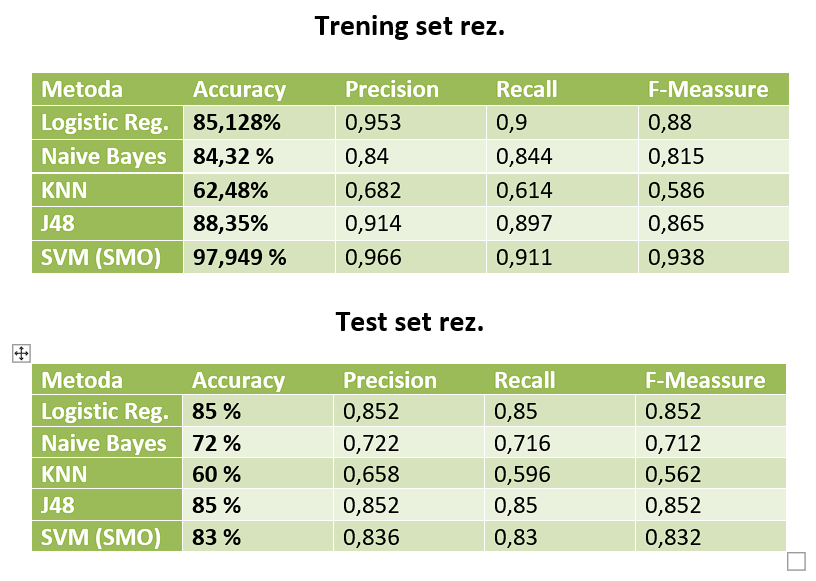 Trening set rez.
Metoda Accuracy Precision Recall F-Meassure
Logistic Reg. 85,128% 0,953 0,9 0,88
Naive Bayes 84,32 % 0,84 0,844 0,815
KNN 62,48% 0,682 0,614 0,586
J48 88,35% 0,914 0,897 0,865
SVM (SMO) 97,949 % 0,966 0,911 0,938
Test set rez.
Metoda Accuracy Precision Recall F-Meassure
Logistic Reg. 85 % 0,852 0,85 0.852
Naive Bayes 72 % 0,722 0,716 0,712
KNN 60 % 0,658 0,596 0,562
J48 85 % 0,852 0,85 0,852
SVM (SMO) 83 % 0,836 0,83 0,832